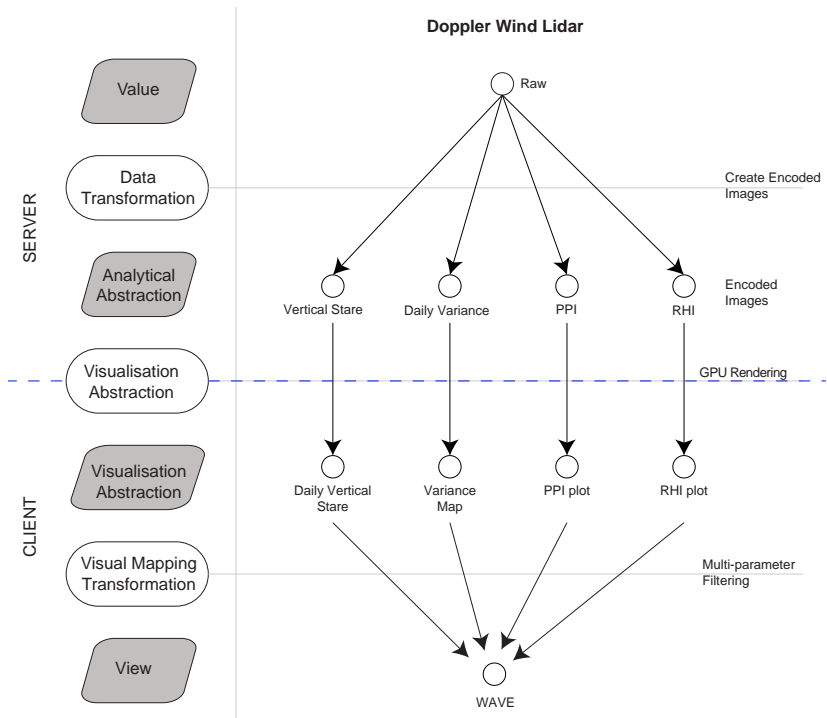 Doppler Wind Lidar
Value
Raw
SERVER
Data
Transformation
Create Encoded
Images
Analytical
Abstraction
Vertical Stare
Daily Variance
PPI
RHI
Encoded
Images
Visualisation
Abstraction
GPU Rendering
CLIENT
Visualisation
Abstraction
Daily Vertical
Stare
Variance
Map
PPI plot
RHI plot
Visual Mapping
Transformation
Multi-parameter
Filtering
View
WAVE